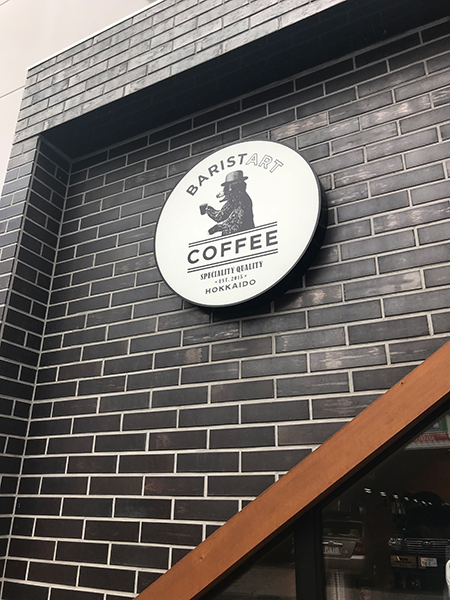 BARISTART
COFFEE
SPECIALITY QUALITY
• EST. 2015 •
HOKKAIDO